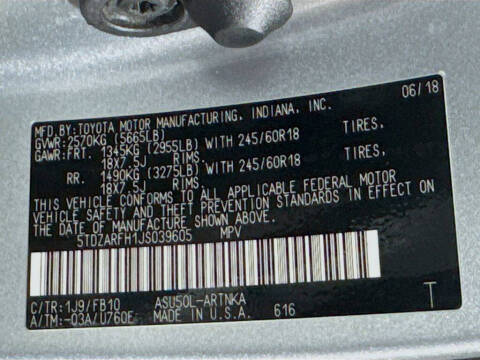 MFD.BY:TOYOTA MOTOR MANUFACTURING, INDIANA, INC. 06/18
GVWR:2570KG (5665LB)
GAWR:FRT. 1345KG (2955LB) WITH 245/60R18 TIRES,
18X7.5J RIMS.
RR. 1490KG (3275LB) WITH 245/60R18 TIRES,
18X7.5J RIMS.
THIS VEHICLE CONFORMS TO ALL APPLICABLE FEDERAL MOTOR
VEHICLE SAFETY AND THEFT PREVENTION STANDARDS IN EFFECT ON
THE DATE OF MANUFACTURE SHOWN ABOVE.
5TDZARFH1JS039605 MPV
C/TR:1J9/FB10 ASU50L-ARTNKA T
A/TM:-03A/U760E MADE IN U.S.A. 616